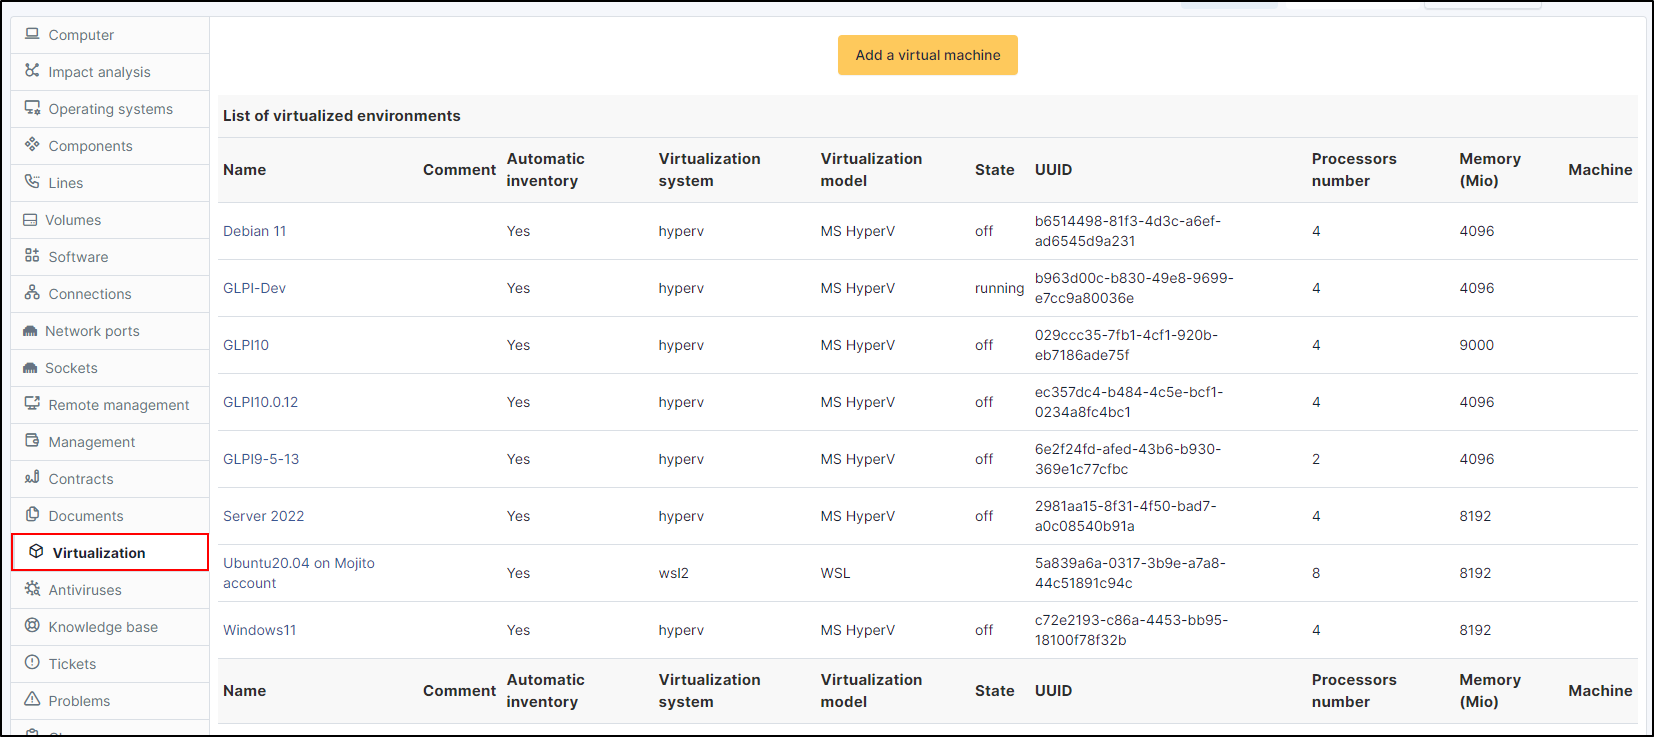 Computer
Impact analysis
Operating systems
Components
Lines
Volumes
Software
Connections
Network ports
Sockets
Remote management
Management
Contracts
Documents
Virtualization
Antiviruses
Knowledge base
Tickets
Problems
Add a virtual machine
List of virtualized environments
Name Comment Automatic inventory Virtualization system Virtualization model State UUID Processors number Memory (Mio) Machine
Debian 11 Yes hyperv MS HyperV off b6514498-81f3-4d3c-a6ef-ad6545d9a231 4 4096
GLPI-Dev Yes hyperv MS HyperV running b963d00c-b830-49e8-9699-e7cc9a80036e 4 4096
GLPI10 Yes hyperv MS HyperV off 029ccc35-7fb1-4cf1-920b-eb7186ade75f 4 9000
GLPI10.0.12 Yes hyperv MS HyperV off ec357dc4-b484-4c5e-bcf1-0234a8fc4bc1 4 4096
GLPI9-5-13 Yes hyperv MS HyperV off 6e2f24fd-afed-43b6-b930-369e1c77cfbc 2 4096
Server 2022 Yes hyperv MS HyperV off 2981aa15-8f31-4f50-bad7-a0c08540b91a 4 8192
Ubuntu20.04 on Mojito account Yes wsl2 WSL 5a839a6a-0317-3b9e-a7a8-44c51891c94c 8 8192
Windows11 Yes hyperv MS HyperV off c72e2193-c86a-4453-bb95-18100f78f32b 4 8192
Name Comment Automatic inventory Virtualization system Virtualization model State UUID Processors number Memory (Mio) Machine